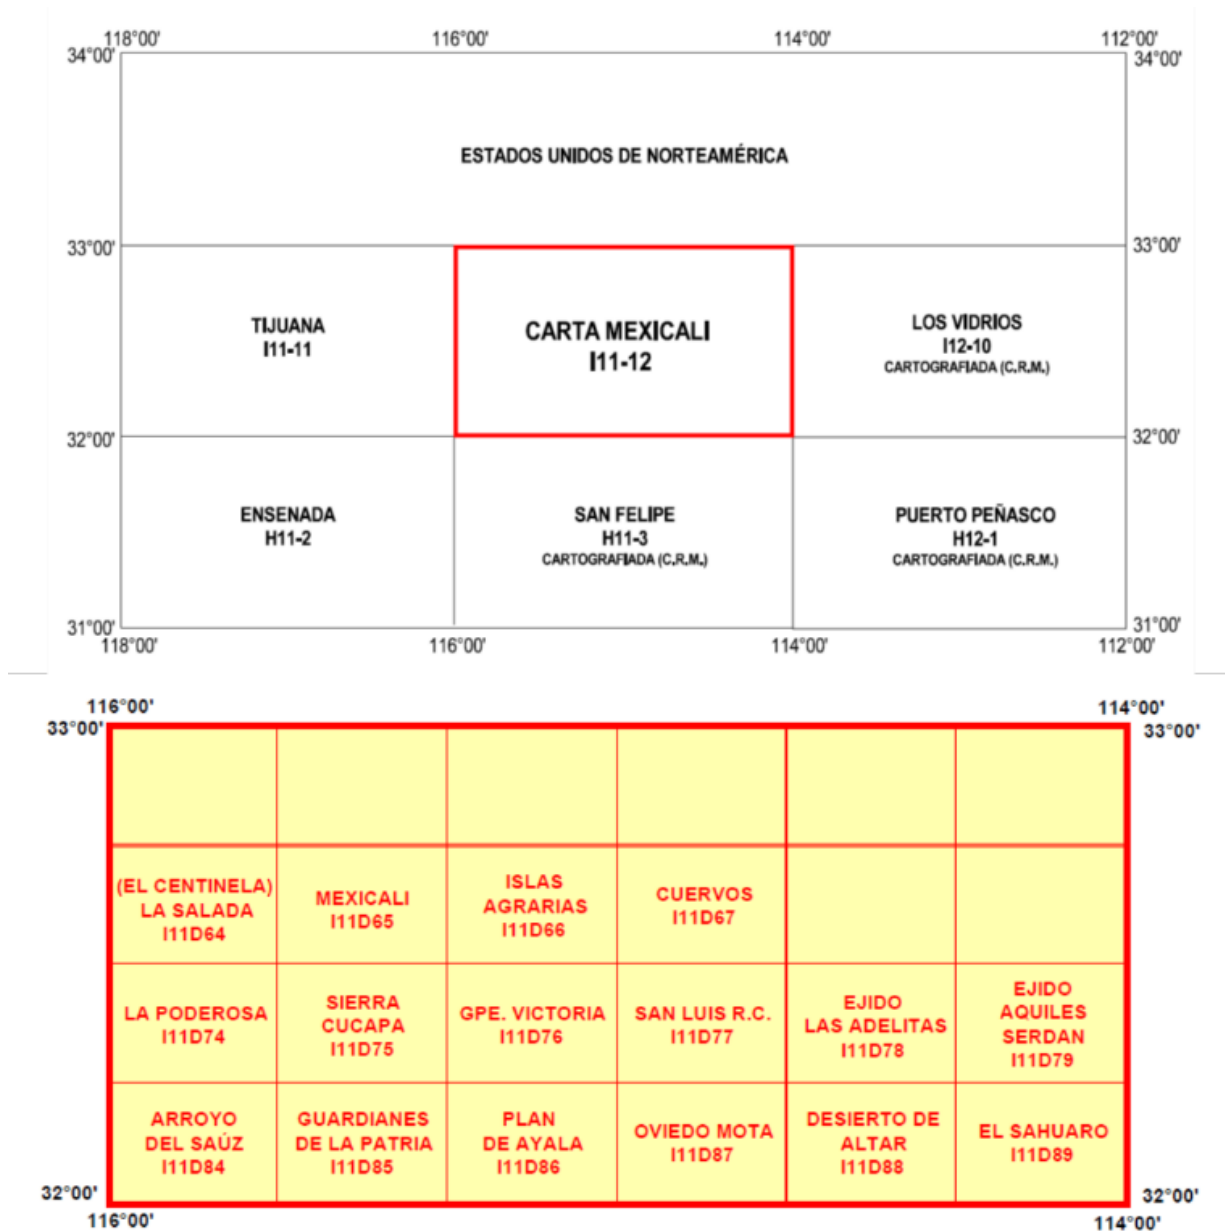 118°00' 116°00' 114°00' 112°00'
34°00' 34°00'
ESTADOS UNIDOS DE NORTEAMÉRICA
33°00' 33°00'
TIJUANA
I11-11
CARTA MEXICALI
I11-12
LOS VIDRIOS
I12-10
CARTOGRAFIADA (C.R.M.)
32°00' 32°00'
ENSENADA
H11-2
SAN FELIPE
H11-3
CARTOGRAFIADA (C.R.M.)
PUERTO PEÑASCO
H12-1
CARTOGRAFIADA (C.R.M.)
31°00' 31°00'
118°00' 116°00' 114°00' 112°00'
116°00' 114°00'
33°00' 33°00'
(EL CENTINELA)
LA SALADA
I11D64
MEXICALI
I11D65
ISLAS
AGRARIAS
I11D66
CUERVOS
I11D67
LA PODEROSA
I11D74
SIERRA
CUCAPA
I11D75
GPE. VICTORIA
I11D76
SAN LUIS R.C.
I11D77
EJIDO
LAS ADELITAS
I11D78
EJIDO
AQUILES
SERDAN
I11D79
ARROYO
DEL SAÚZ
I11D84
GUARDIANES
DE LA PATRIA
I11D85
PLAN
DE AYALA
I11D86
OVIEDO MOTA
I11D87
DESIERTO DE
ALTAR
I11D88
EL SAHUARO
I11D89
32°00' 32°00'
116°00' 114°00'